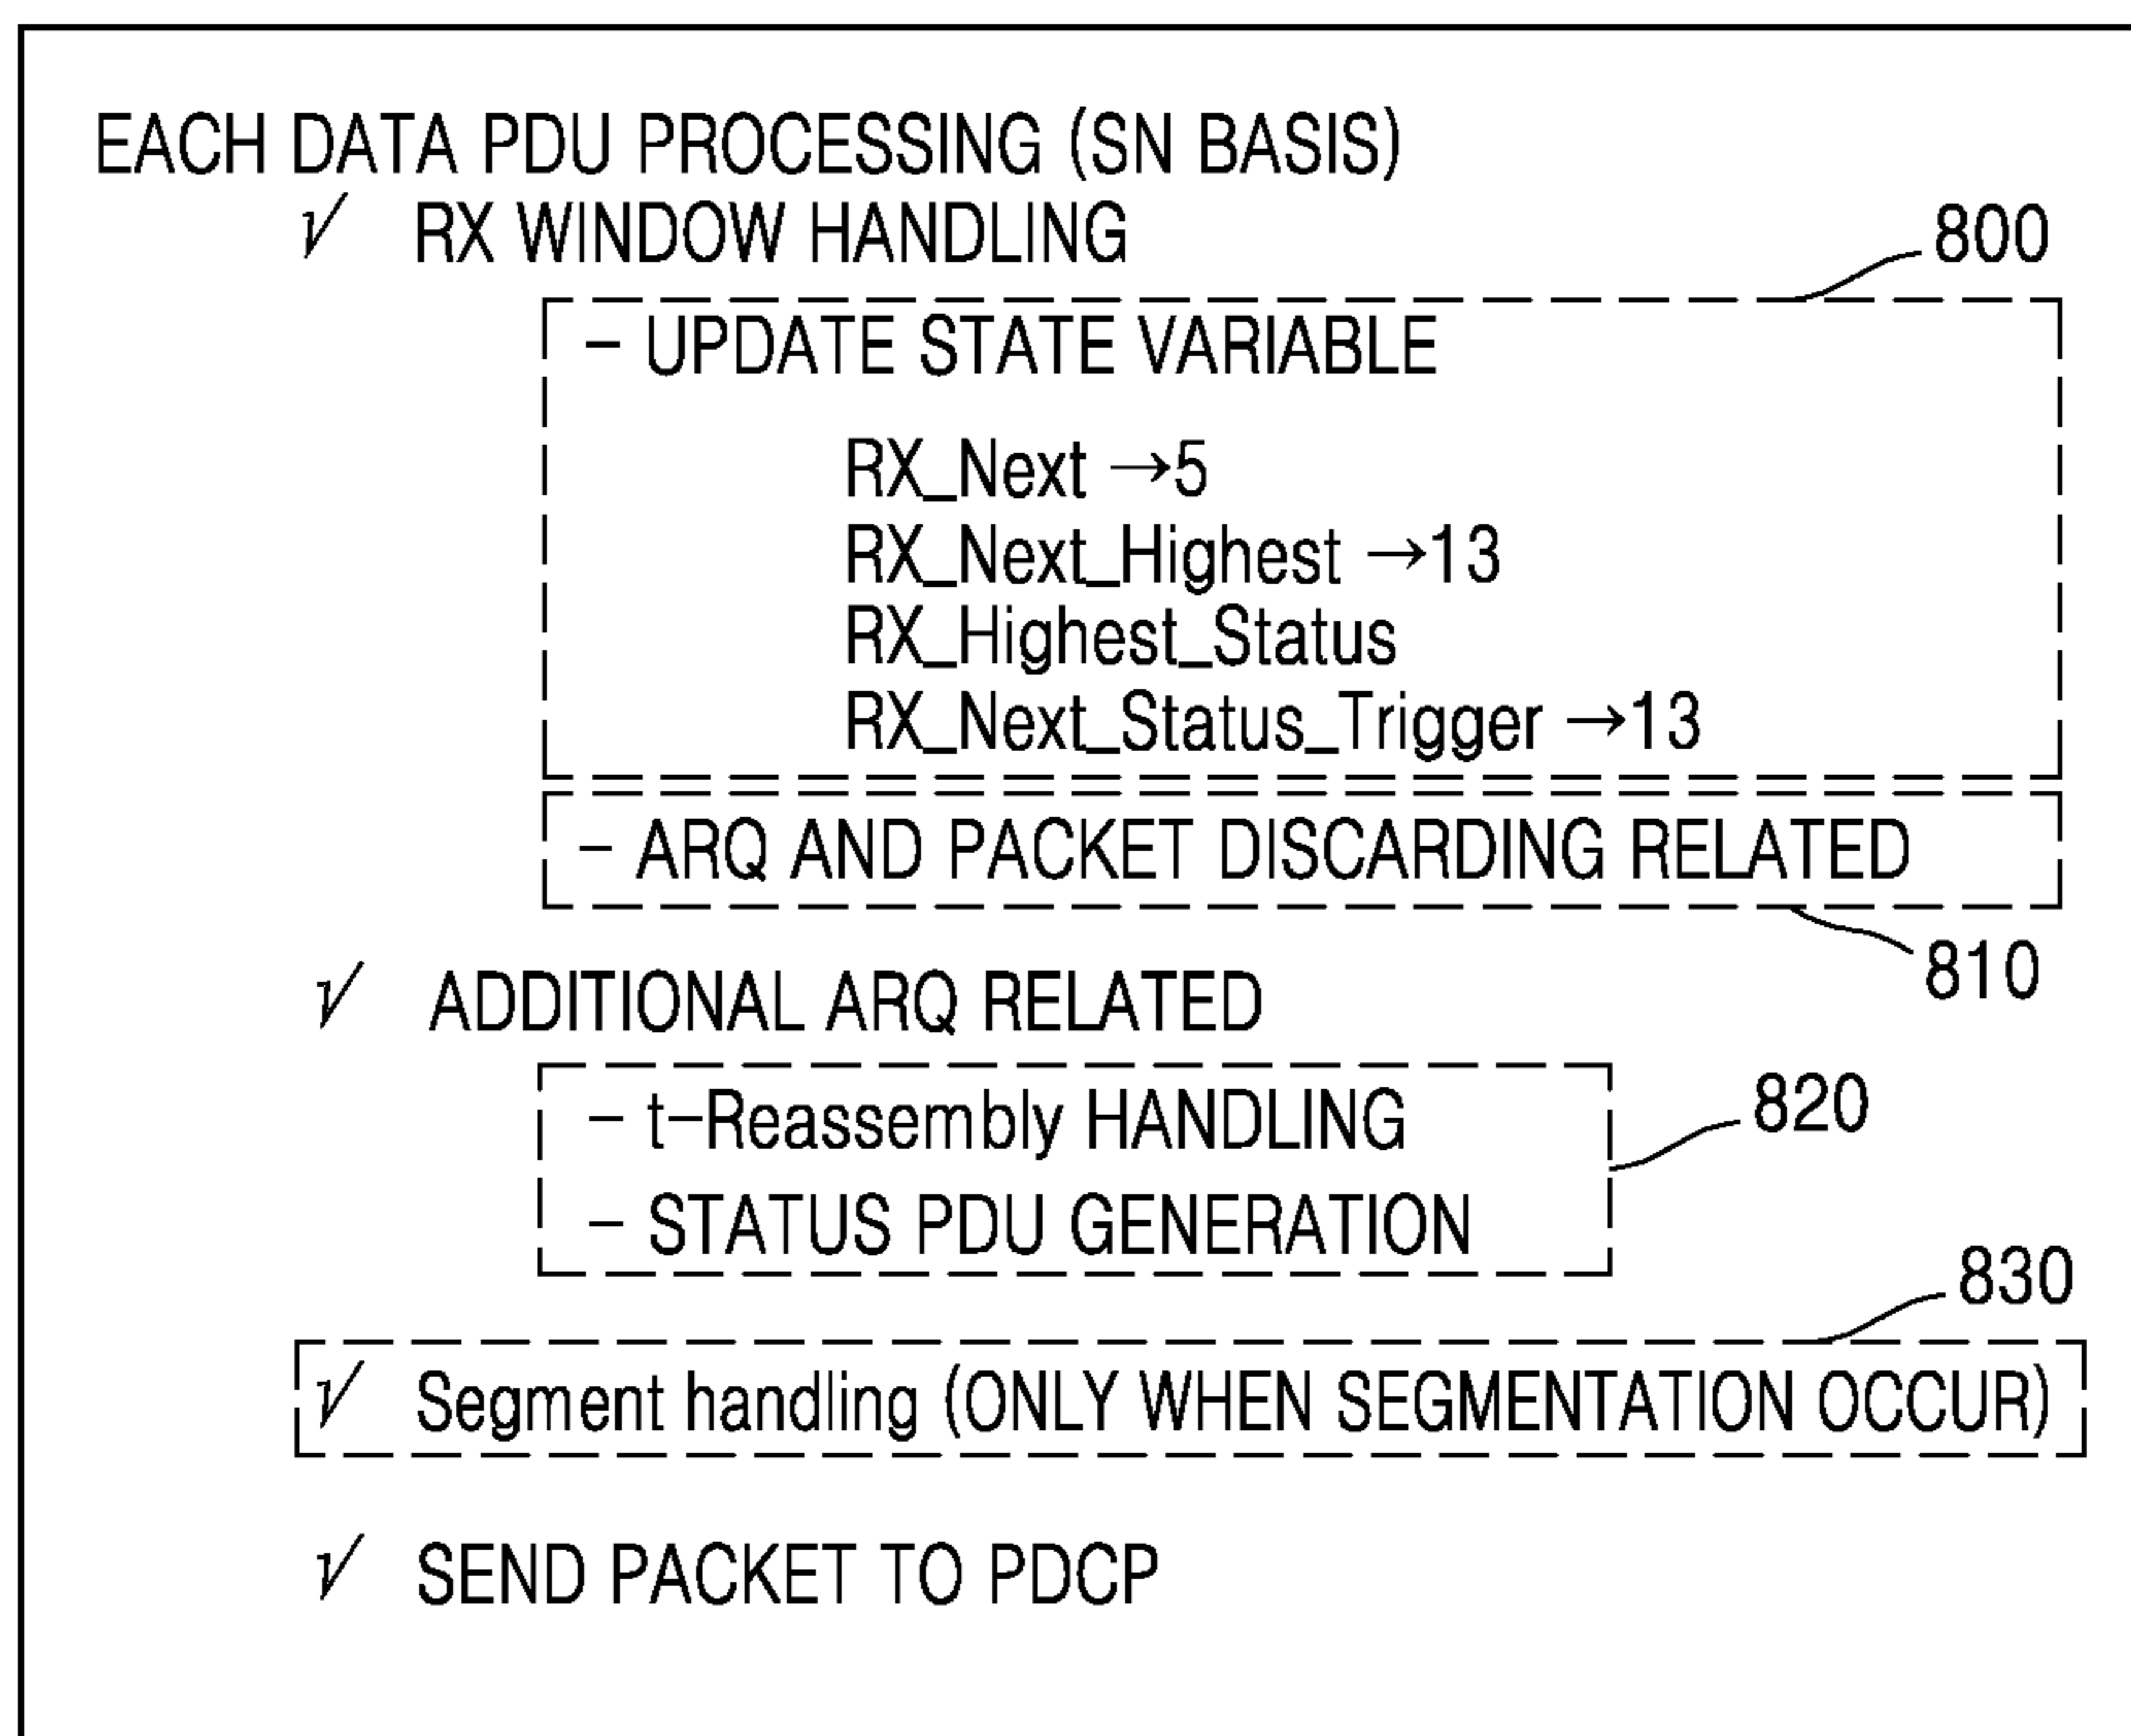 EACH DATA PDU PROCESSING (SN BASIS)
✓ RX WINDOW HANDLING
800
– UPDATE STATE VARIABLE
RX_Next →5
RX_Next_Highest →13
RX_Highest_Status
RX_Next_Status_Trigger →13
– ARQ AND PACKET DISCARDING RELATED
810
✓ ADDITIONAL ARQ RELATED
– t–Reassembly HANDLING
820
– STATUS PDU GENERATION
830
✓ Segment handling (ONLY WHEN SEGMENTATION OCCUR)
✓ SEND PACKET TO PDCP